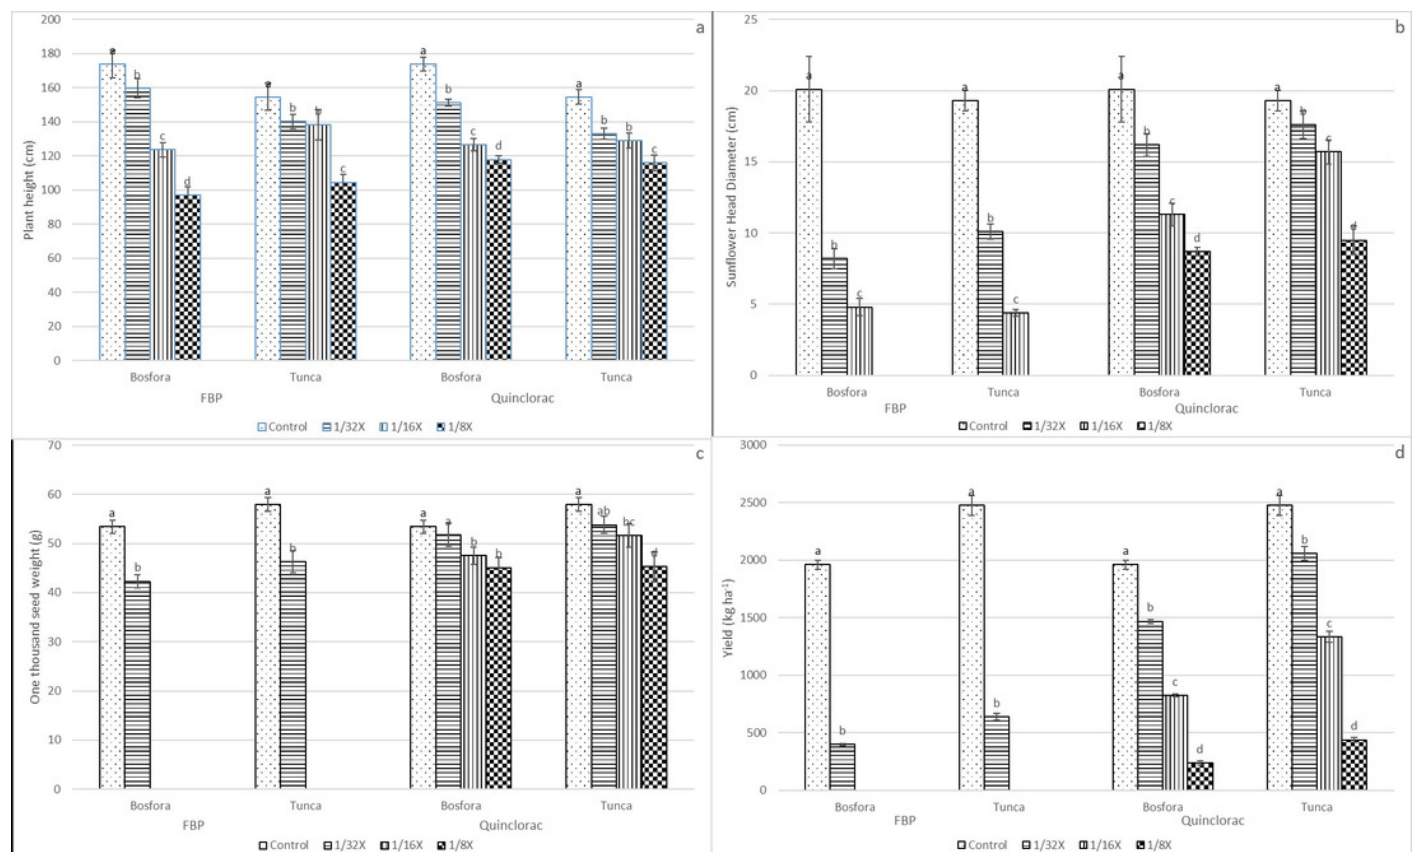 a
Plant height (cm)
200
180
160
140
120
100
80
60
40
20
0
a b c d
a b b c
a b c d
a b b c
Bosfora Tunca Bosfora Tunca
FBP Quinclorac
Control 1/32X 1/16X 1/8X
b
Sunflower Head Diameter (cm)
25
20
15
10
5
0
a b c
a b c
a b c d
a b c d
Bosfora Tunca Bosfora Tunca
FBP Quinclorac
Control 1/32X 1/16X 1/8X
c
One thousand seed weight (g)
70
60
50
40
30
20
10
0
a b
a b
a a b b
a ab bc d
Bosfora Tunca Bosfora Tunca
FBP Quinclorac
Control 1/32X 1/16X 1/8X
d
Yield (kg ha⁻¹)
3000
2500
2000
1500
1000
500
0
a b
a b
a b c d
a b c d
Bosfora Tunca Bosfora Tunca
FBP Quinclorac
Control 1/32X 1/16X 1/8X